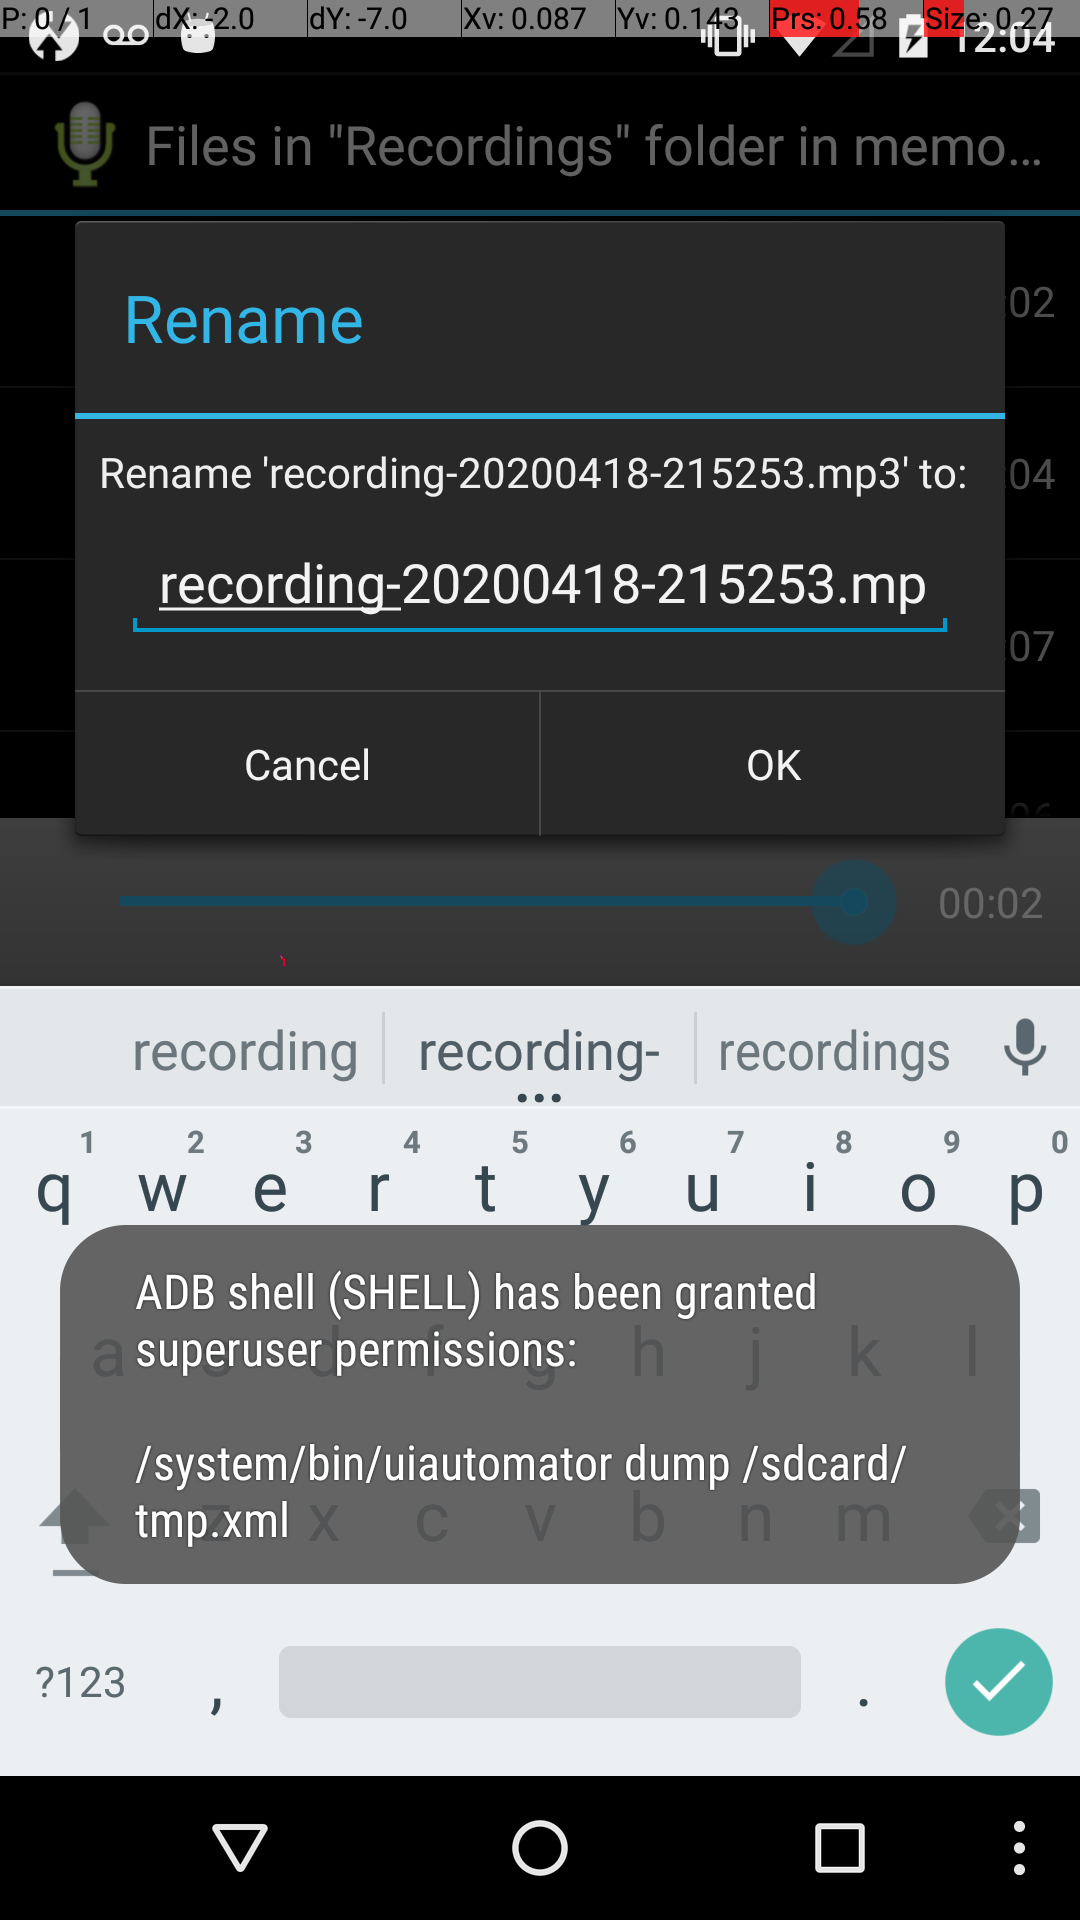 P: 0 / 1 dX: -2.0 dY: -7.0 Xv: 0.087 Yv: 0.143 Prs: 0.58 Size: 0.27
12:04
Files in "Recordings" folder in memo...
:02
Rename
Rename 'recording-20200418-215253.mp3' to:
:04
recording-20200418-215253.mp
:07
Cancel OK
:06
00:02
recording recording- recordings
1 2 3 4 5 6 7 8 9 0
q w e r t y u i o p
ADB shell (SHELL) has been granted
superuser permissions:
a s d f g h j k l
/system/bin/uiautomator dump /sdcard/
tmp.xml
z x c v b n m
?123 , .